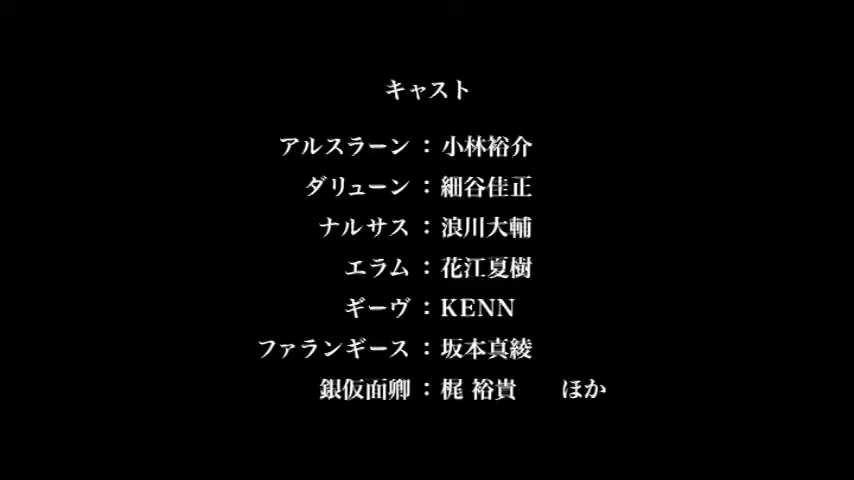 キャスト
アルスラーン：小林裕介
ダリューン：細谷佳正
ナルサス：浪川大輔
エラム：花江夏樹
ギーヴ：KENN
ファランギース：坂本真綾
銀仮面卿：梶 裕貴　ほか